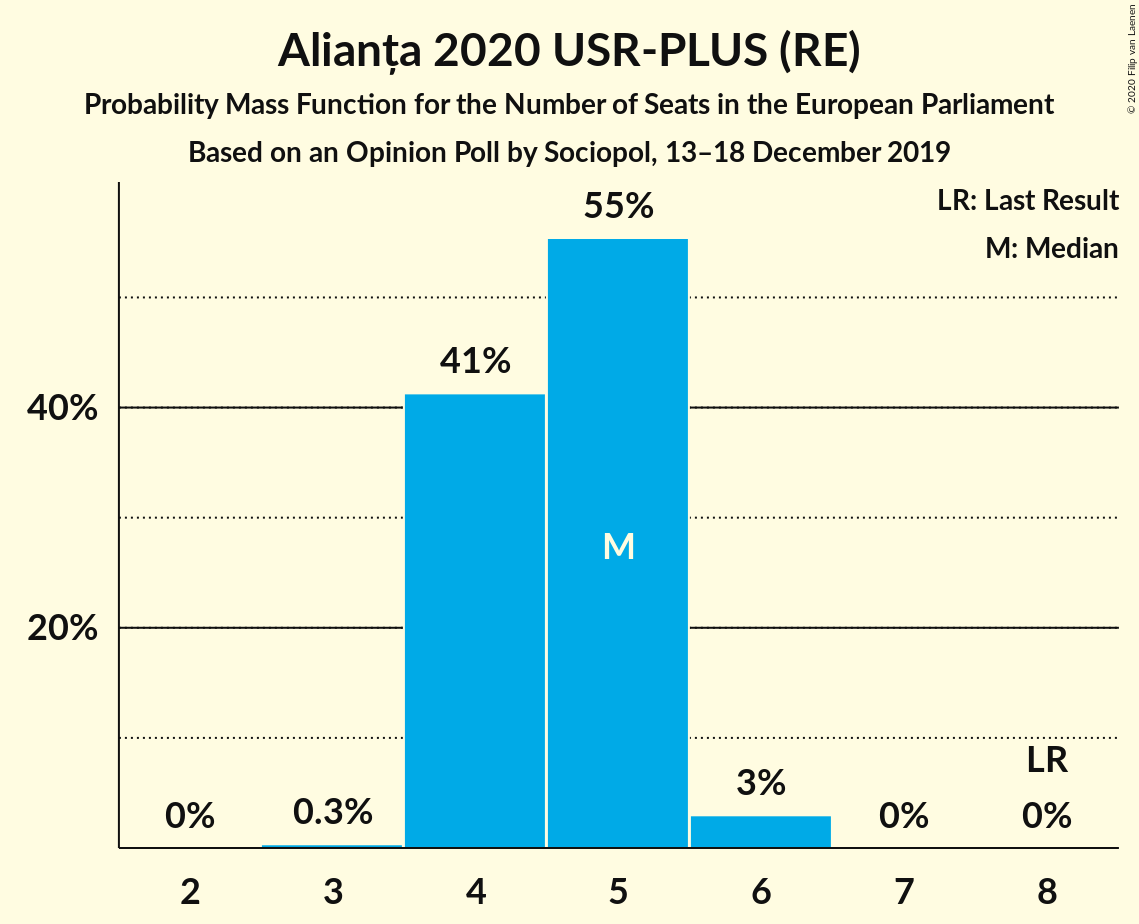 Alianța 2020 USR-PLUS (RE)
Probability Mass Function for the Number of Seats in the European Parliament
Based on an Opinion Poll by Sociopol, 13–18 December 2019
© 2020 Filip van Laenen
LR: Last Result
M: Median
55%
41%
40%
M
20%
LR
0%
0.3%
3%
0%
0%
2 3 4 5 6 7 8